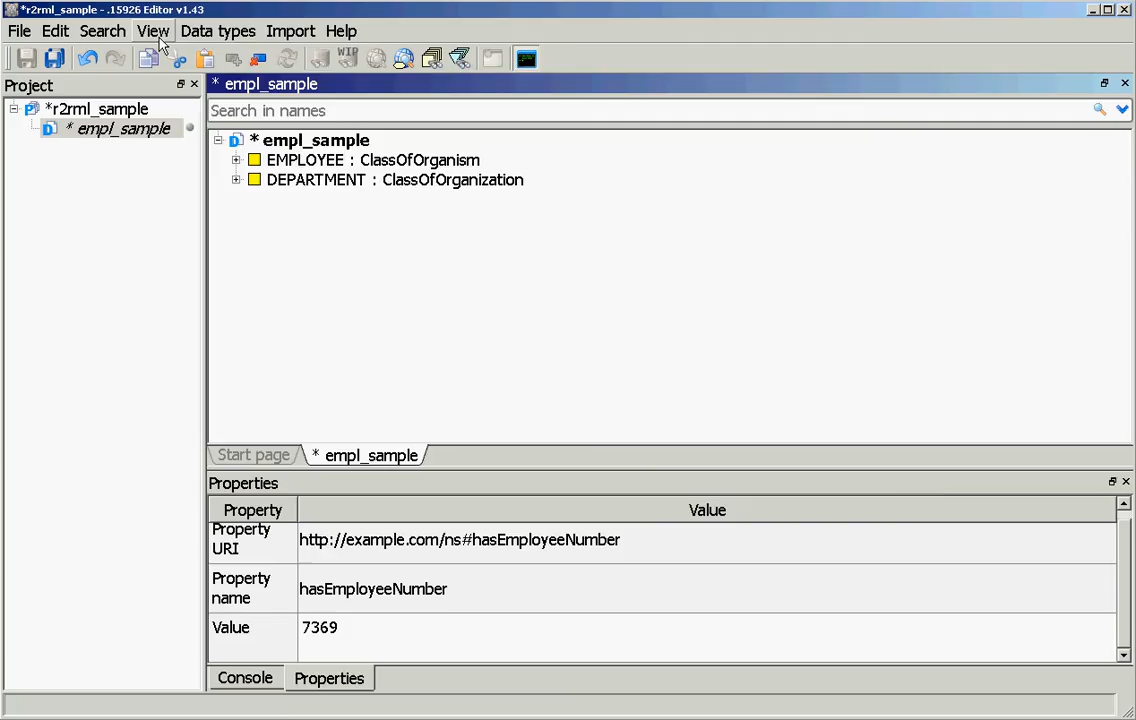 *r2rml_sample - .15926 Editor v1.43
File Edit Search View Data types Import Help
WIP
Project
* empl_sample
*r2rml_sample
* empl_sample
Search in names
* empl_sample
EMPLOYEE : ClassOfOrganism
DEPARTMENT : ClassOfOrganization
Start page
* empl_sample
Properties
Property Value
Property URI http://example.com/ns#hasEmployeeNumber
Property name hasEmployeeNumber
Value 7369
Console Properties